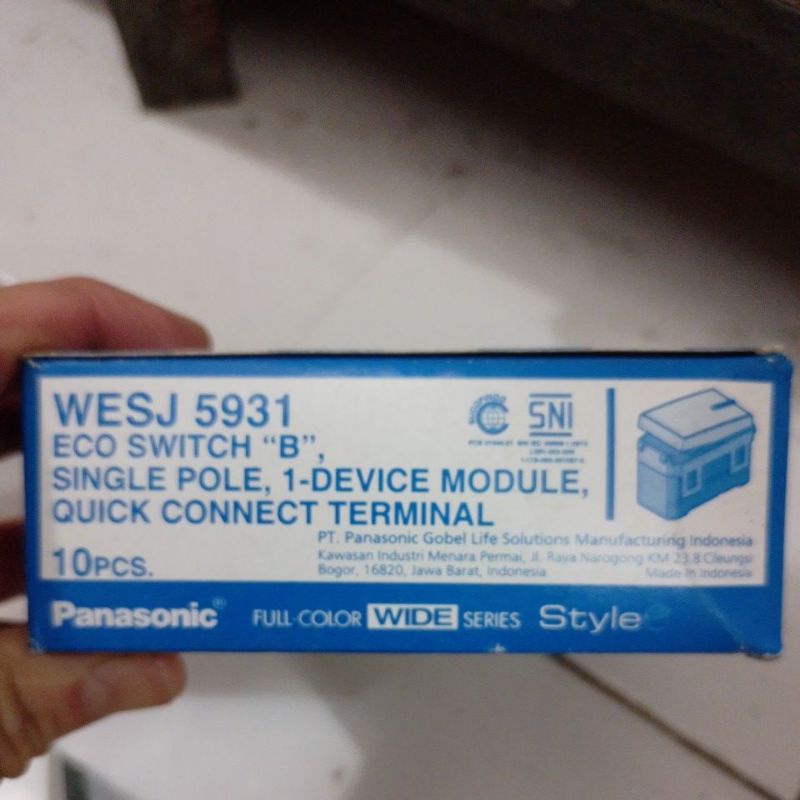 WESJ 5931
ECO SWITCH “B”,
SINGLE POLE, 1-DEVICE MODULE,
QUICK CONNECT TERMINAL
10PCS.
SNI
PT. Panasonic Gobel Life Solutions Manufacturing Indonesia
Kawasan Industri Menara Permai, Jl. Raya Narogong KM 23.8 Cileungsi
Bogor, 16820, Jawa Barat, Indonesia
Made in Indonesia
Panasonic®
FULL-COLOR WIDE SERIES
Style